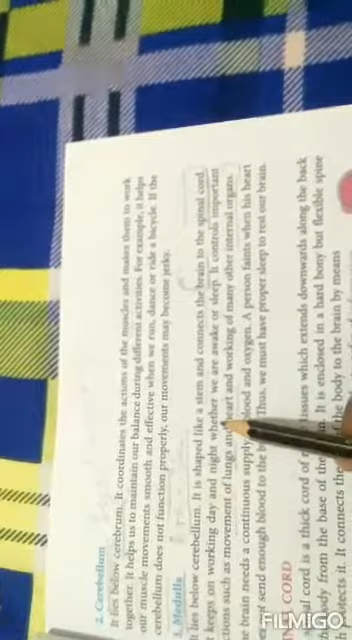 2. Cerebellum
It lies below cerebrum. It coordinates the actions of the muscles and makes them to work
together. It helps us to maintain our balance during different activities. For example, it helps
our muscle movements smooth and effective when we run, dance or ride a bicycle. If the
cerebellum does not function properly, our movements may become jerky.
Medulla
t lies below cerebellum. It is shaped like a stem and connects the brain to the spinal cord.
keeps on working day and night whether we are awake or sleep. It controls important
tions such as movement of lungs and heart and working of many other internal organs.
e brain needs a continuous supply blood and oxygen. A person faints when his heart
send enough blood to the Thus, we must have proper sleep to rest our brain.
CORD
al cord is a thick cord of tissues which extends downwards along the back
body from the base of the It is enclosed in a hard bony but flexible spine
otects it. It connects the body to the brain by means
FILMIGO